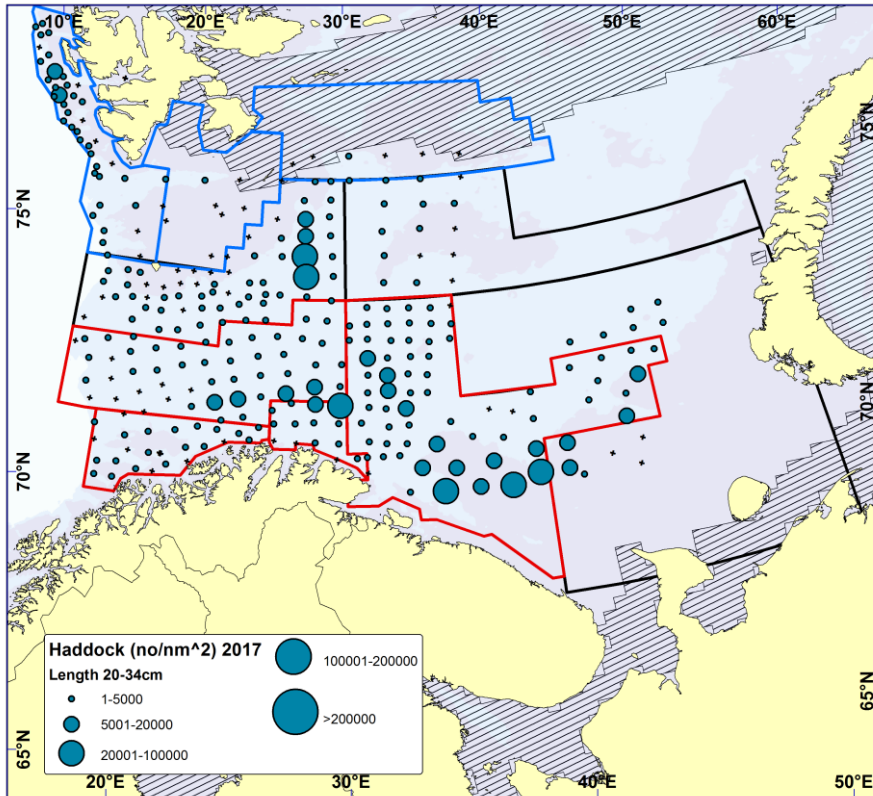 10°E 20°E 30°E 40°E 50°E 60°E
75°N
75°N
70°N
70°N
65°N
65°N
Haddock (no/nm^2) 2017
Length 20-34cm
1-5000
5001-20000
20001-100000
100001-200000
>200000
20°E 30°E 40°E 50°E